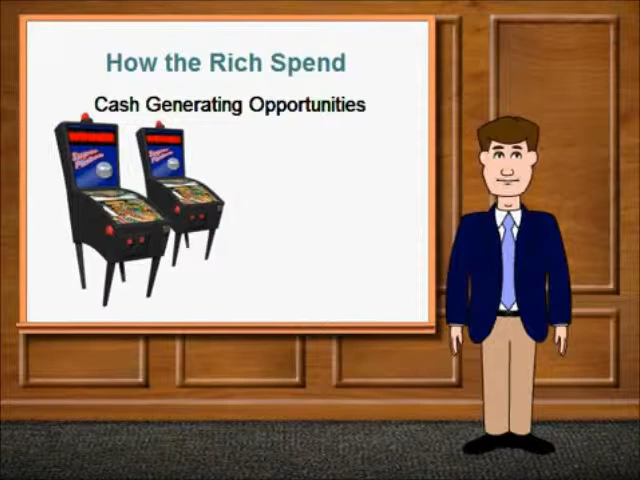 How the Rich Spend
Cash Generating Opportunities